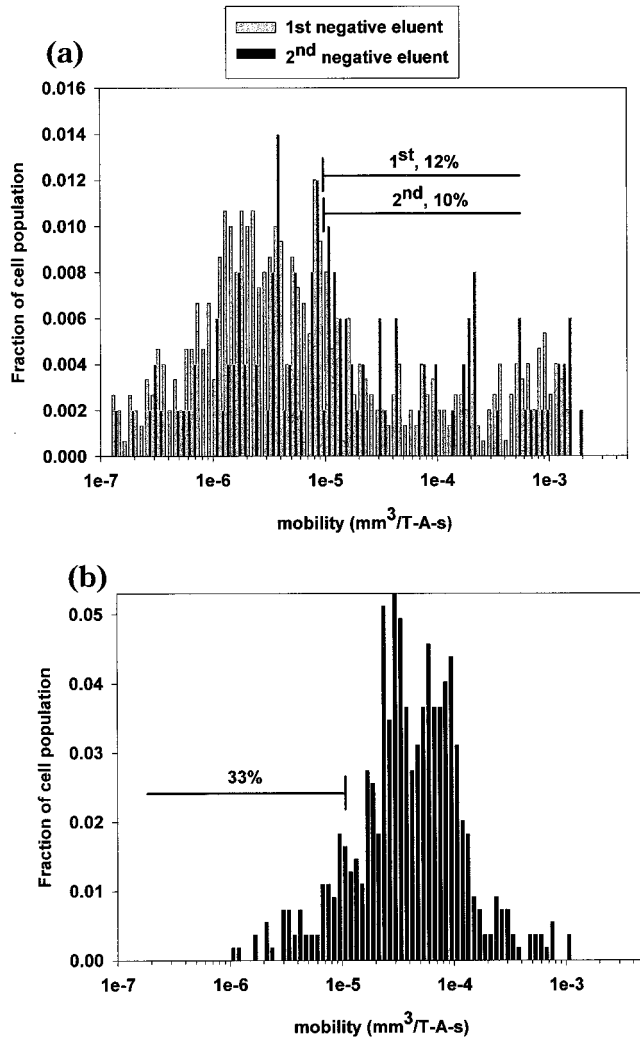 1st negative eluent
2nd negative eluent
(a)
0.016
0.014
0.012
0.010
0.008
0.006
0.004
0.002
0.000
Fraction of cell population
1st, 12%
2nd, 10%
1e-7 1e-6 1e-5 1e-4 1e-3
mobility (mm3/T-A-s)
(b)
0.05
0.04
0.03
0.02
0.01
0.00
Fraction of cell population
33%
1e-7 1e-6 1e-5 1e-4 1e-3
mobility (mm3/T-A-s)